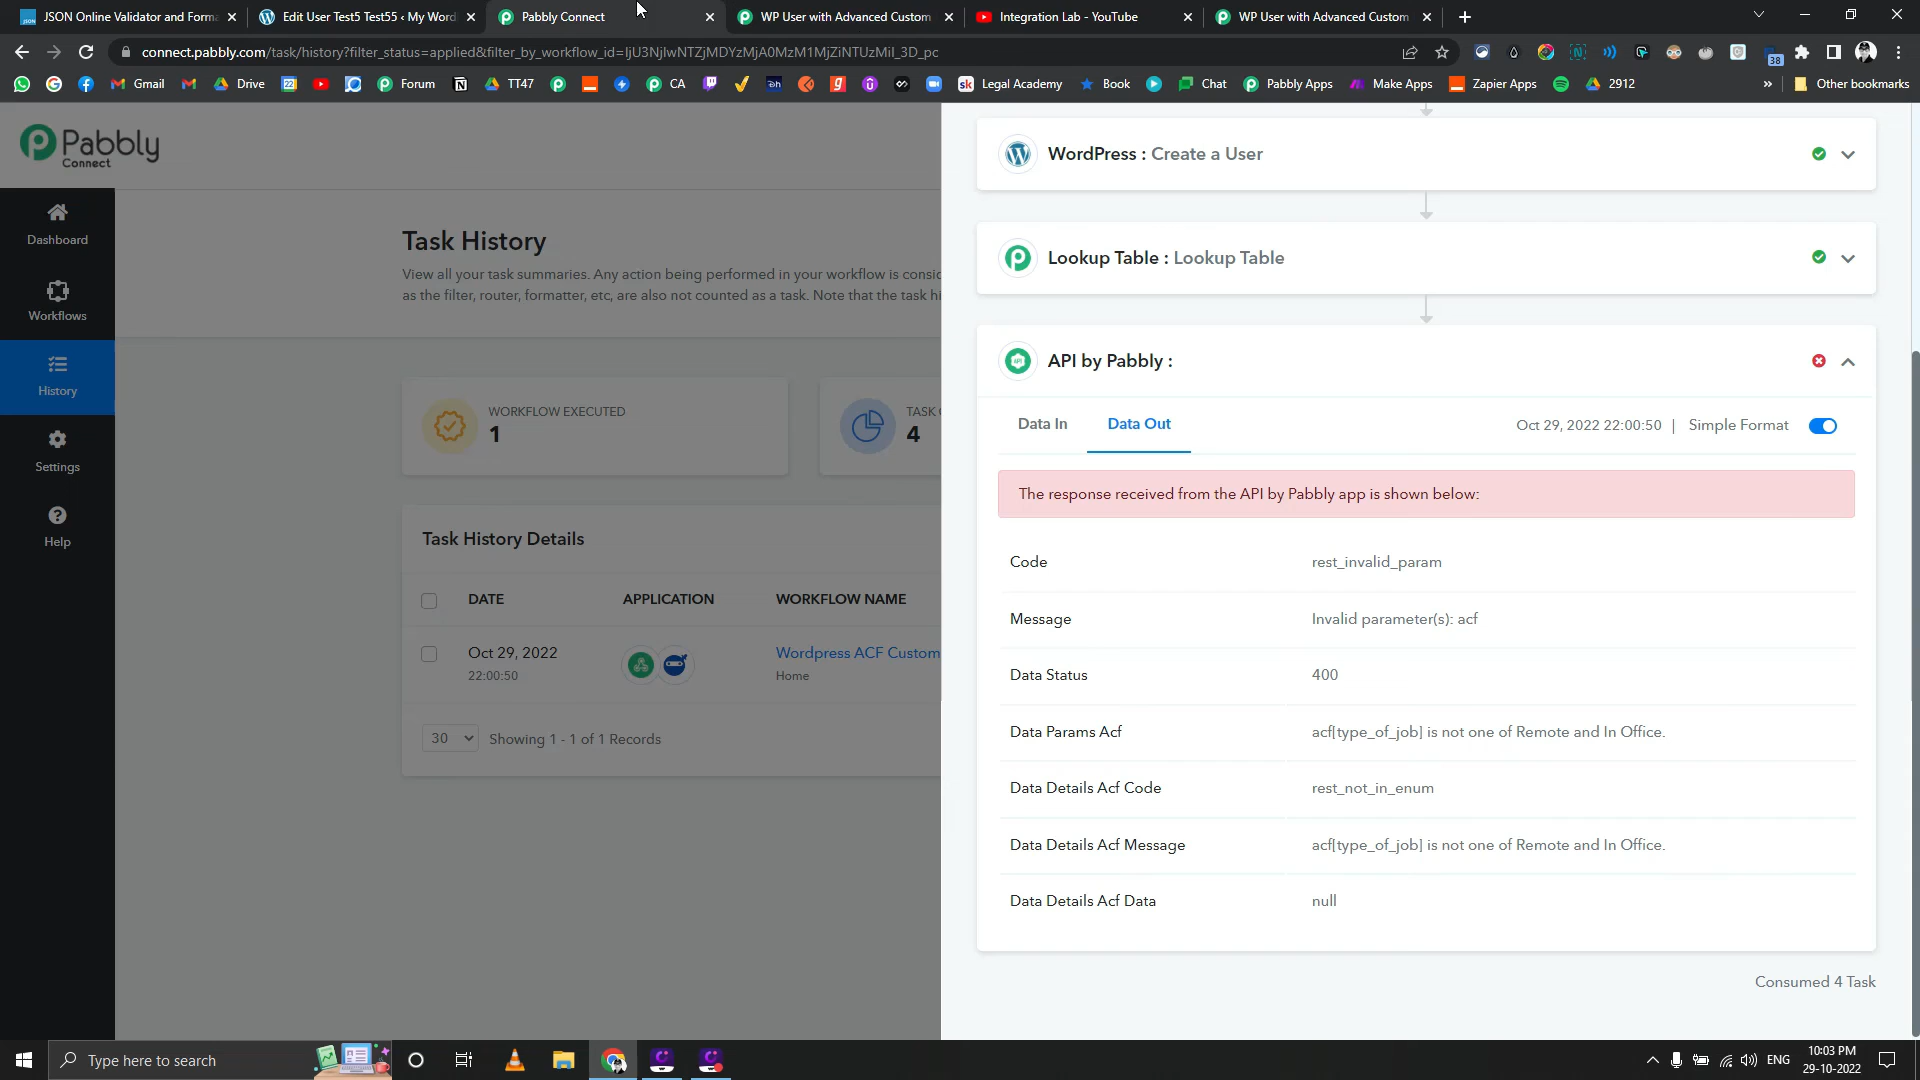 JSON Online Validator and Forma
Edit User Test5 Test55 ‹ My Word
Pabbly Connect
WP User with Advanced Custom
Integration Lab - YouTube
WP User with Advanced Custom
connect.pabbly.com/task/history?filter_status=applied&filter_by_workflow_id=IjU3NjIwNTZjMDYzMjA0MzM1MjZiNTUzMiI_3D_pc
38
Gmail
Drive
22
Forum
TT47
CA
Legal Academy
Book
Chat
Pabbly Apps
Make Apps
Zapier Apps
2912
»
Other bookmarks
Pabbly
Connect
Dashboard
Workflows
History
Settings
Help
Task History
View all your task summaries. Any action being performed in your workflow is consid
as the filter, router, formatter, etc, are also not counted as a task. Note that the task hi
WORKFLOW EXECUTED
1
TASK C
4
Task History Details
DATE
APPLICATION
WORKFLOW NAME
Oct 29, 2022
22:00:50
Wordpress ACF Custom
Home
30
Showing 1 - 1 of 1 Records
WordPress : Create a User
Lookup Table : Lookup Table
API by Pabbly :
Data In
Data Out
Oct 29, 2022 22:00:50 | Simple Format
The response received from the API by Pabbly app is shown below:
Code
rest_invalid_param
Message
Invalid parameter(s): acf
Data Status
400
Data Params Acf
acf[type_of_job] is not one of Remote and In Office.
Data Details Acf Code
rest_not_in_enum
Data Details Acf Message
acf[type_of_job] is not one of Remote and In Office.
Data Details Acf Data
null
Consumed 4 Task
Type here to search
ENG
10:03 PM
29-10-2022